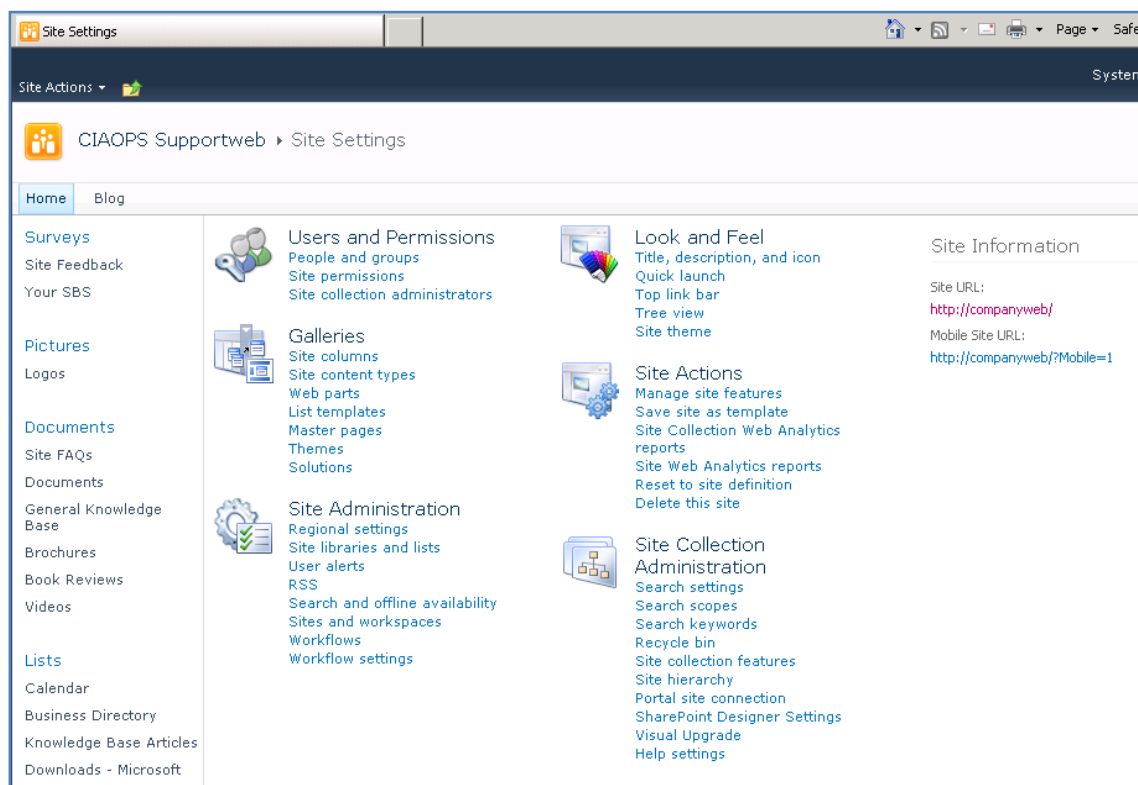 Site Settings
Page
Safe
Site Actions
System
CIAOPS Supportweb ▸ Site Settings
Home
Blog
Surveys
Site Feedback
Your SBS
Pictures
Logos
Documents
Site FAQs
Documents
General Knowledge
Base
Brochures
Book Reviews
Videos
Lists
Calendar
Business Directory
Knowledge Base Articles
Downloads - Microsoft
Users and Permissions
People and groups
Site permissions
Site collection administrators
Galleries
Site columns
Site content types
Web parts
List templates
Master pages
Themes
Solutions
Site Administration
Regional settings
Site libraries and lists
User alerts
RSS
Search and offline availability
Sites and workspaces
Workflows
Workflow settings
Look and Feel
Title, description, and icon
Quick launch
Top link bar
Tree view
Site theme
Site Actions
Manage site features
Save site as template
Site Collection Web Analytics
reports
Site Web Analytics reports
Reset to site definition
Delete this site
Site Collection
Administration
Search settings
Search scopes
Search keywords
Recycle bin
Site collection features
Site hierarchy
Portal site connection
SharePoint Designer Settings
Visual Upgrade
Help settings
Site Information
Site URL:
http://companyweb/
Mobile Site URL:
http://companyweb/?Mobile=1